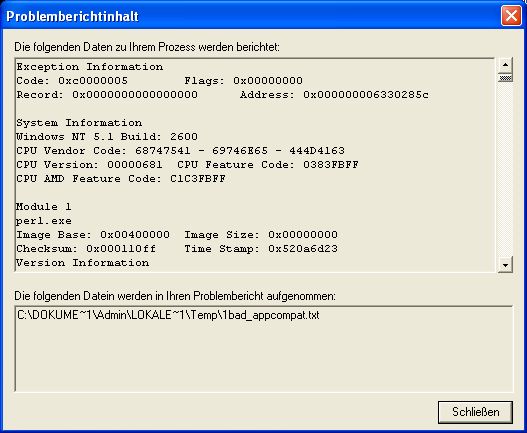 Problemberichtinhalt
Die folgenden Daten zu Ihrem Prozess werden berichtet:
Exception Information
Code: 0xc0000005 Flags: 0x00000000
Record: 0x0000000000000000 Address: 0x000000006330285c
System Information
Windows NT 5.1 Build: 2600
CPU Vendor Code: 68747541 - 69746E65 - 444D4163
CPU Version: 00000681 CPU Feature Code: 0383FBFF
CPU AMD Feature Code: C1C3FBFF
Module 1
perl.exe
Image Base: 0x00400000 Image Size: 0x00000000
Checksum: 0x000110ff Time Stamp: 0x520a6d23
Version Information
Die folgenden Datein werden in Ihren Problembericht aufgenommen:
C:\DOKUME~1\Admin\LOKALE~1\Temp\1bad_appcompat.txt
Schließen